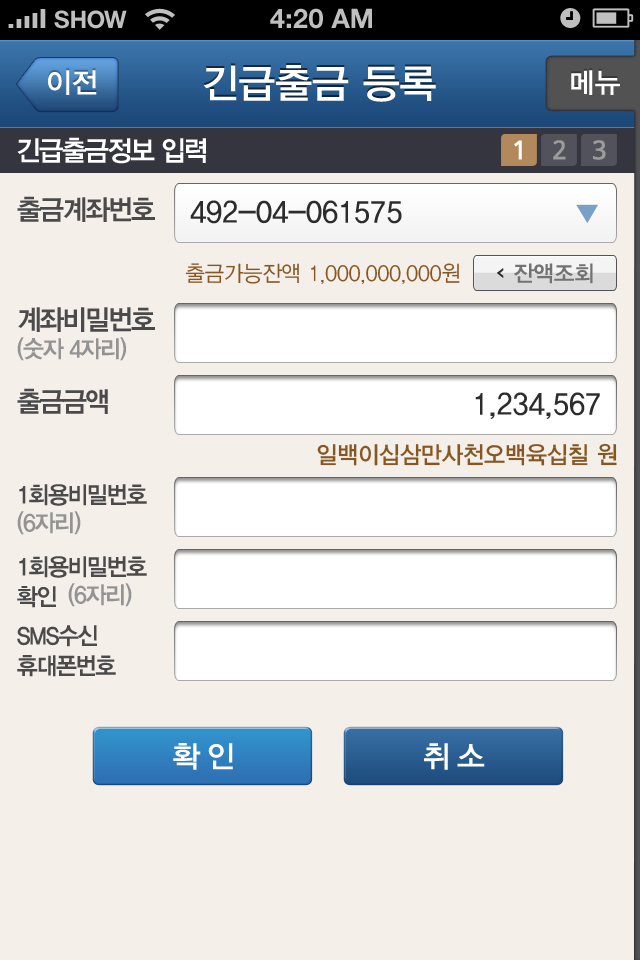 SHOW 4:20 AM
이전 긴급출금 등록 메뉴
긴급출금정보 입력 1 2 3
출금계좌번호 492-04-061575
출금가능잔액 1,000,000,000원 < 잔액조회
계좌비밀번호
(숫자 4자리)
출금금액 1,234,567
일백이십삼만사천오백육십칠 원
1회용비밀번호
(6자리)
1회용비밀번호
확인 (6자리)
SMS수신
휴대폰번호
확 인 취 소